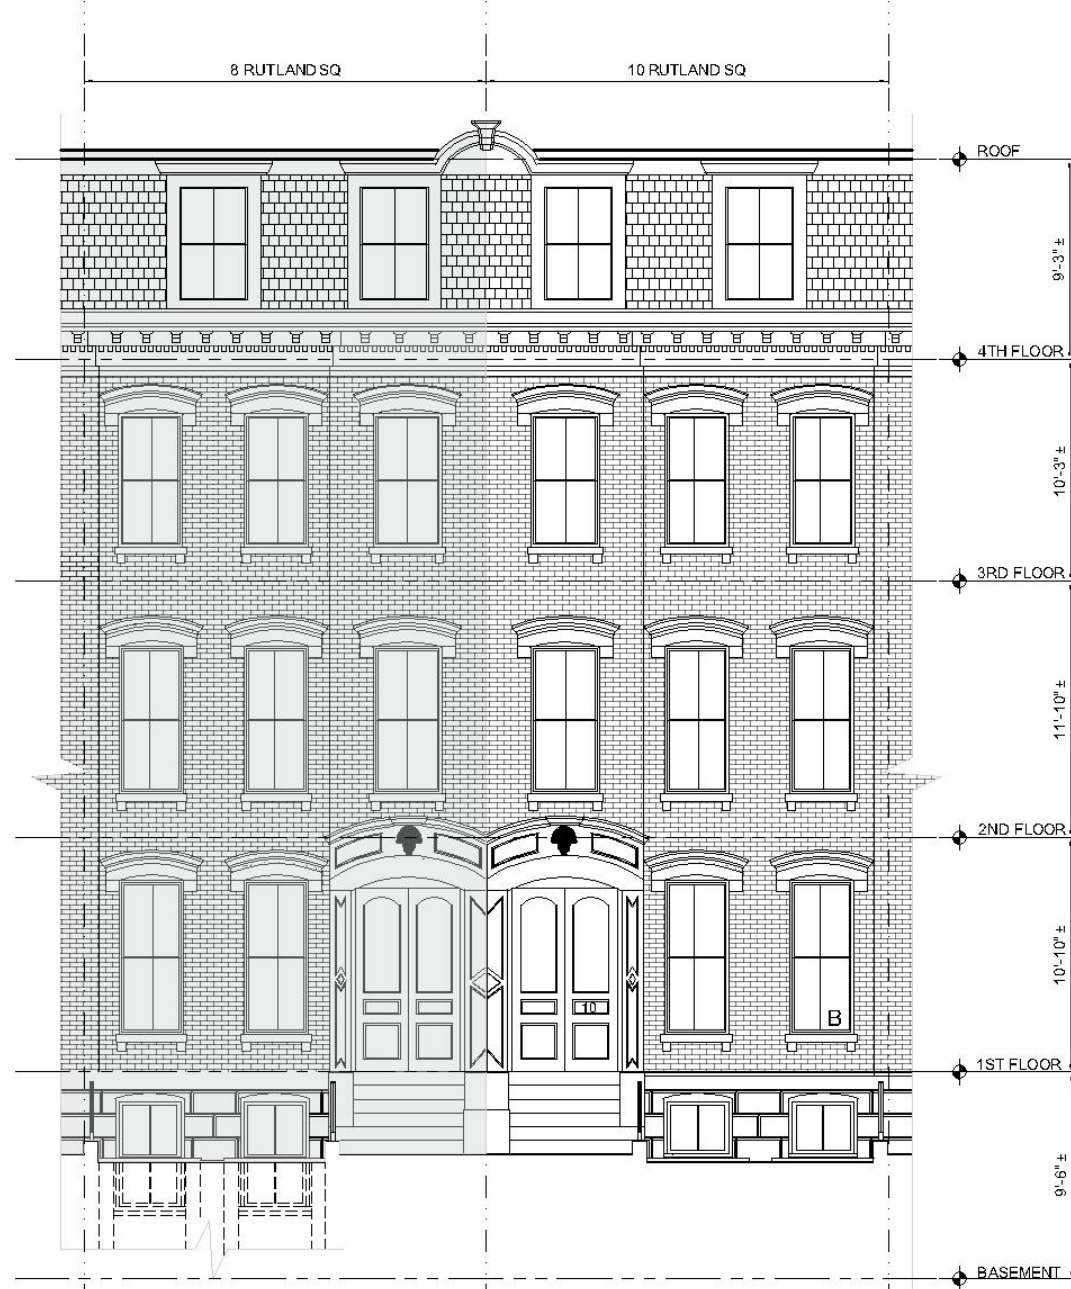 8 RUTLAND SQ
10 RUTLAND SQ
ROOF
9'-3" ±
4TH FLOOR
10'-3" ±
3RD FLOOR
11'-10" ±
2ND FLOOR
10'-10" ±
10
B
1ST FLOOR
9'-6" ±
BASEMENT